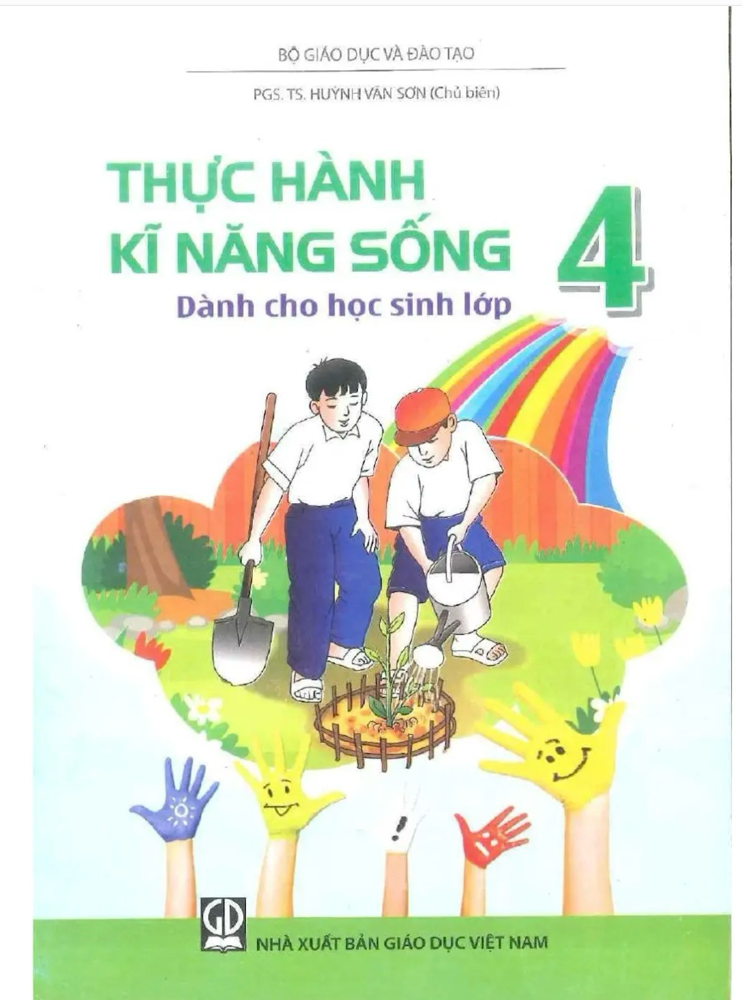 BỘ GIÁO DỤC VÀ ĐÀO TẠO
PGS. TS. HUỲNH VĂN SƠN (Chủ biên)
THỰC HÀNH
KĨ NĂNG SỐNG 4
Dành cho học sinh lớp
GD
NHÀ XUẤT BẢN GIÁO DỤC VIỆT NAM